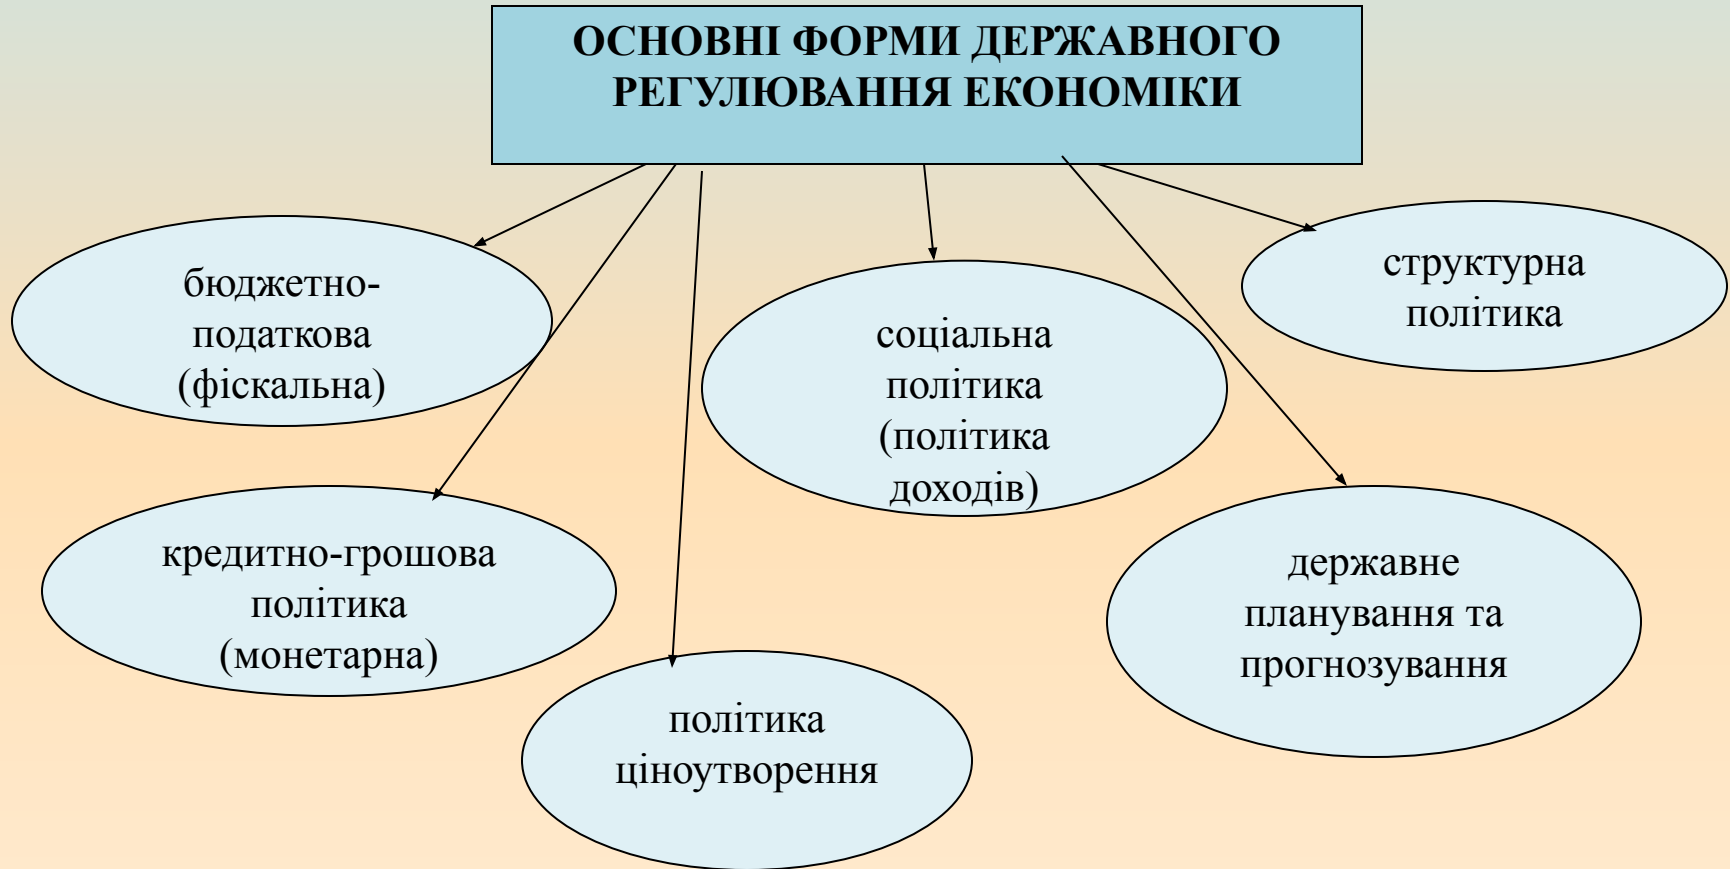 ОСНОВНІ ФОРМИ ДЕРЖАВНОГО
РЕГУЛЮВАННЯ ЕКОНОМІКИ
бюджетно-
податкова
(фіскальна)
кредитно-грошова
політика
(монетарна)
політика
ціноутворення
соціальна
політика
(політика
доходів)
структурна
політика
державне
планування та
прогнозування